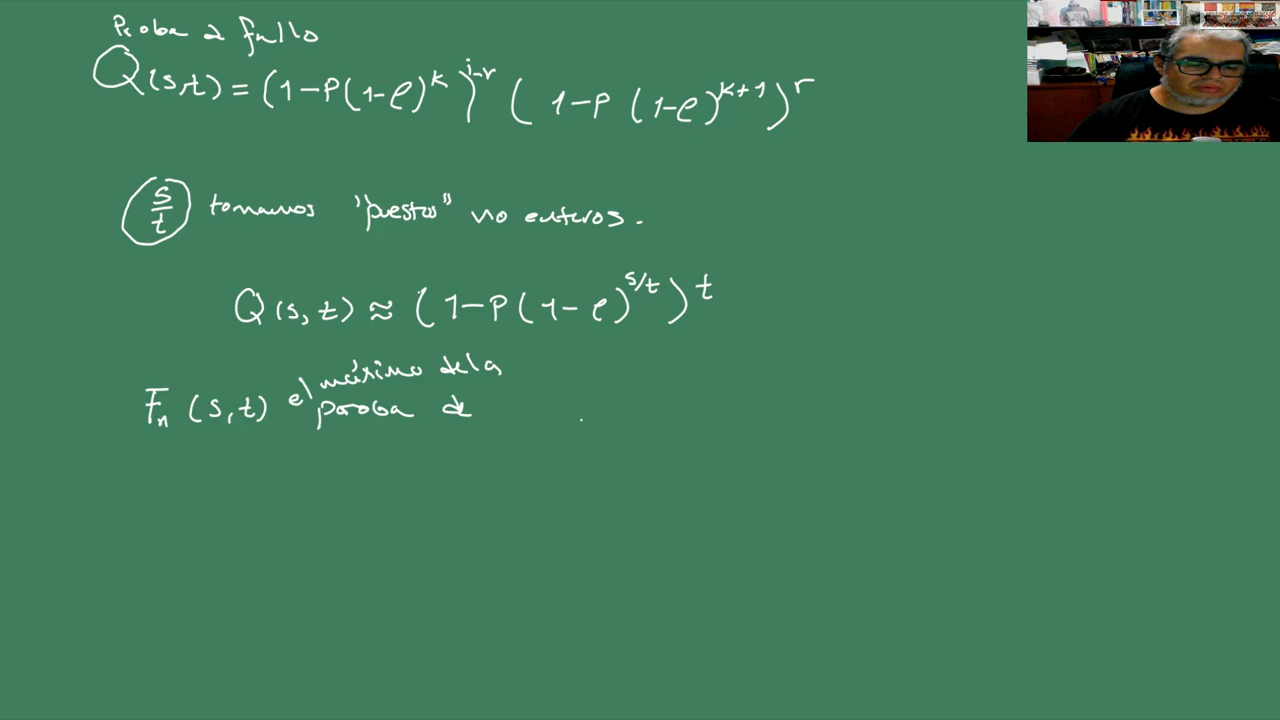 Proba a fallo
Q(s,t) = (1-P(1-e)^k)^{j-r} (1-P(1-e)^{k+1})^r
s/t tomamos "puestos" no enteros.
Q(s,t) ≈ (1-P(1-e)^{s/t})^t
F_n (s,t) el máximo de la
proba de